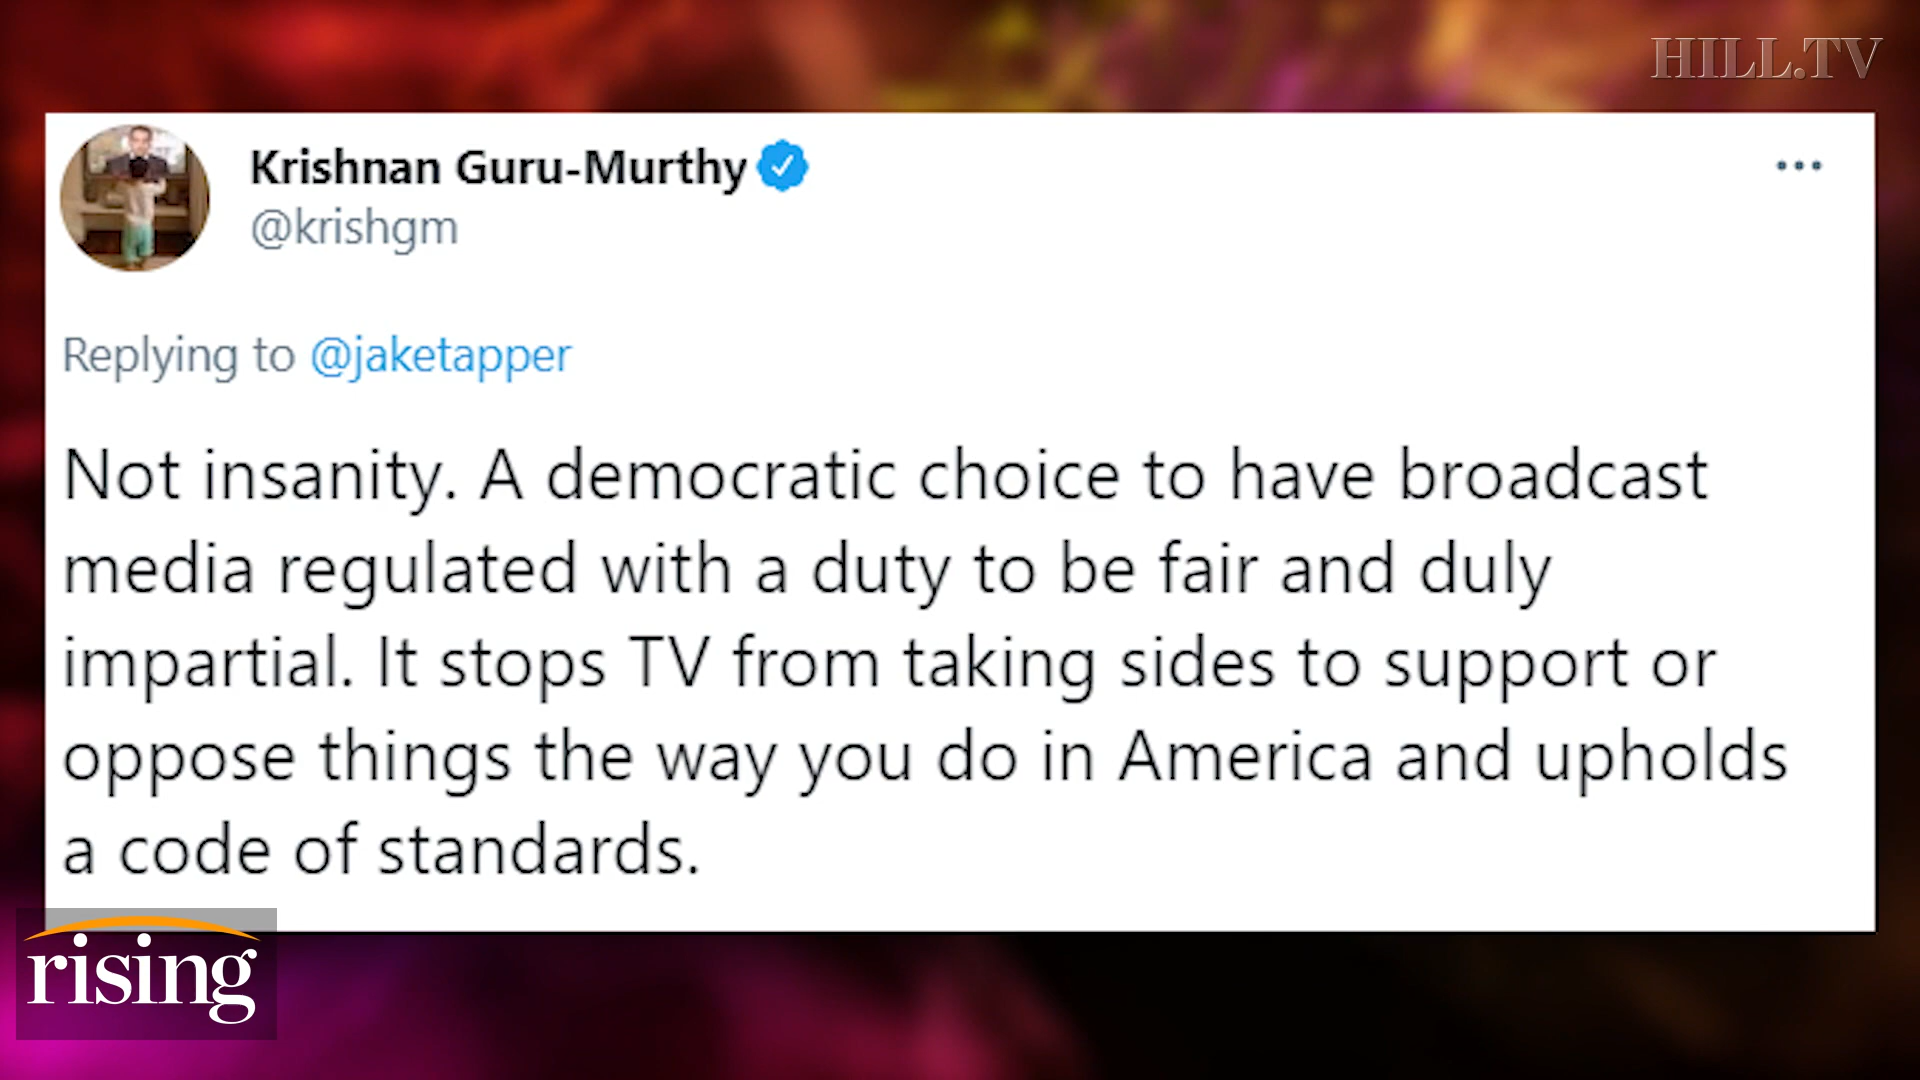 HILL.TV
Krishnan Guru-Murthy
@krishgm
Replying to @jaketapper
Not insanity. A democratic choice to have broadcast
media regulated with a duty to be fair and duly
impartial. It stops TV from taking sides to support or
oppose things the way you do in America and upholds
a code of standards.
rising